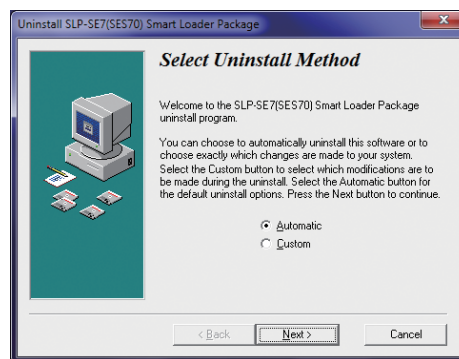 Uninstall SLP-SE7(SES70) Smart Loader Package
Select Uninstall Method
Welcome to the SLP-SE7(SES70) Smart Loader Package
uninstall program.
You can choose to automatically uninstall this software or to
choose exactly which changes are made to your system.
Select the Custom button to select which modifications are to
be made during the uninstall. Select the Automatic button for
the default uninstall options. Press the Next button to continue.
Automatic
Custom
< Back Next > Cancel